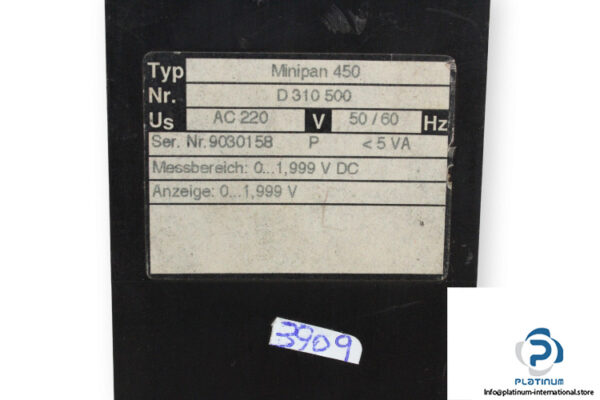 Typ Minipan 450
Nr. D 310 500
Us AC 220 V 50 / 60 Hz
Ser. Nr.9030158 P < 5 VA
Messbereich: 0...1,999 V DC
Anzeige: 0...1,999 V
3909
PLATINUM
Info@platinum-international.store